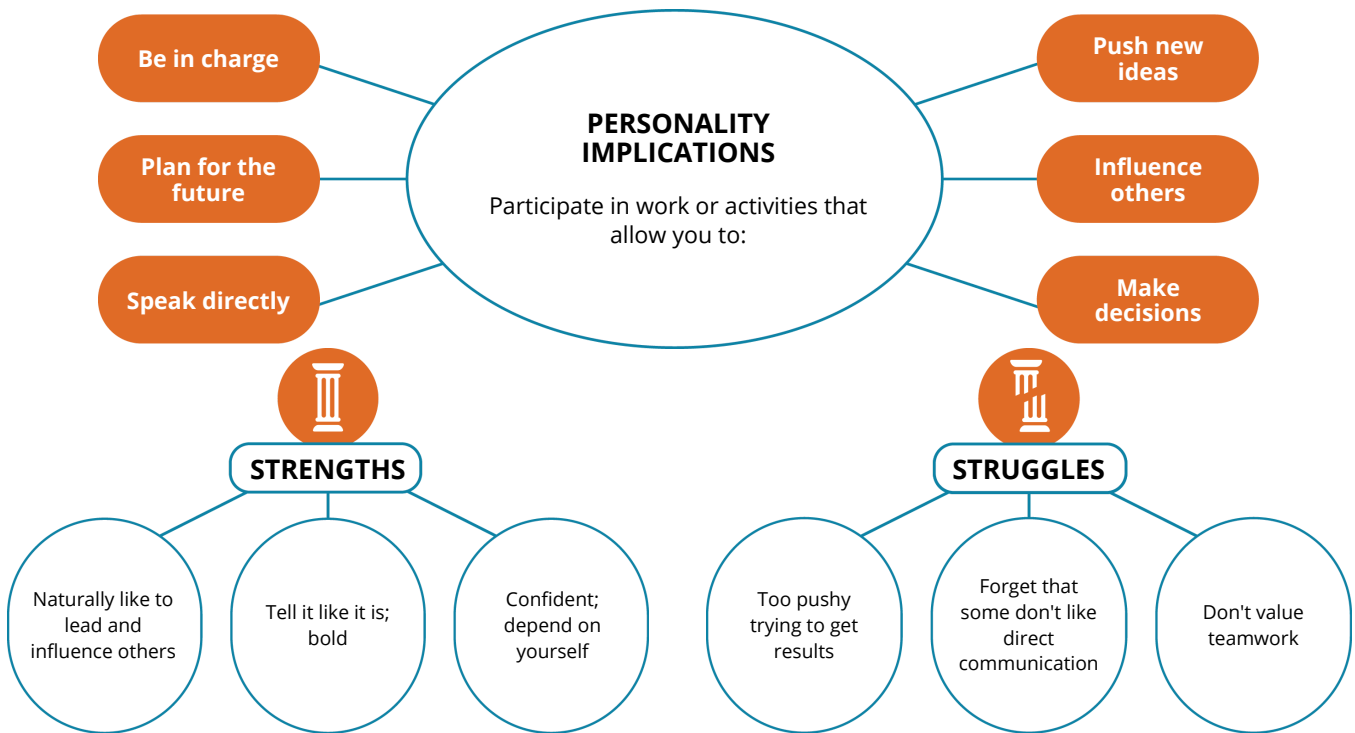 Be in charge
Plan for the
future
Speak directly
PERSONALITY
IMPLICATIONS
Participate in work or activities that
allow you to:
Push new
ideas
Influence
others
Make
decisions
STRENGTHS
Naturally like to
lead and
influence others
Tell it like it is;
bold
Confident;
depend on
yourself
STRUGGLES
Too pushy
trying to get
results
Forget that
some don't like
direct
communication
Don't value
teamwork